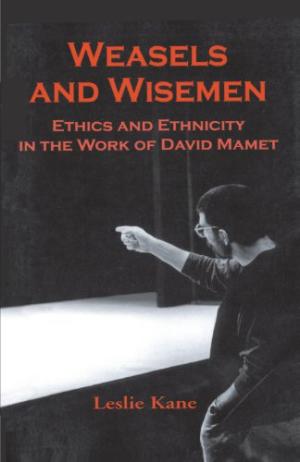 WEASELS
AND WISEMEN
ETHICS AND ETHNICITY
IN THE WORK OF DAVID MAMET
Leslie Kane